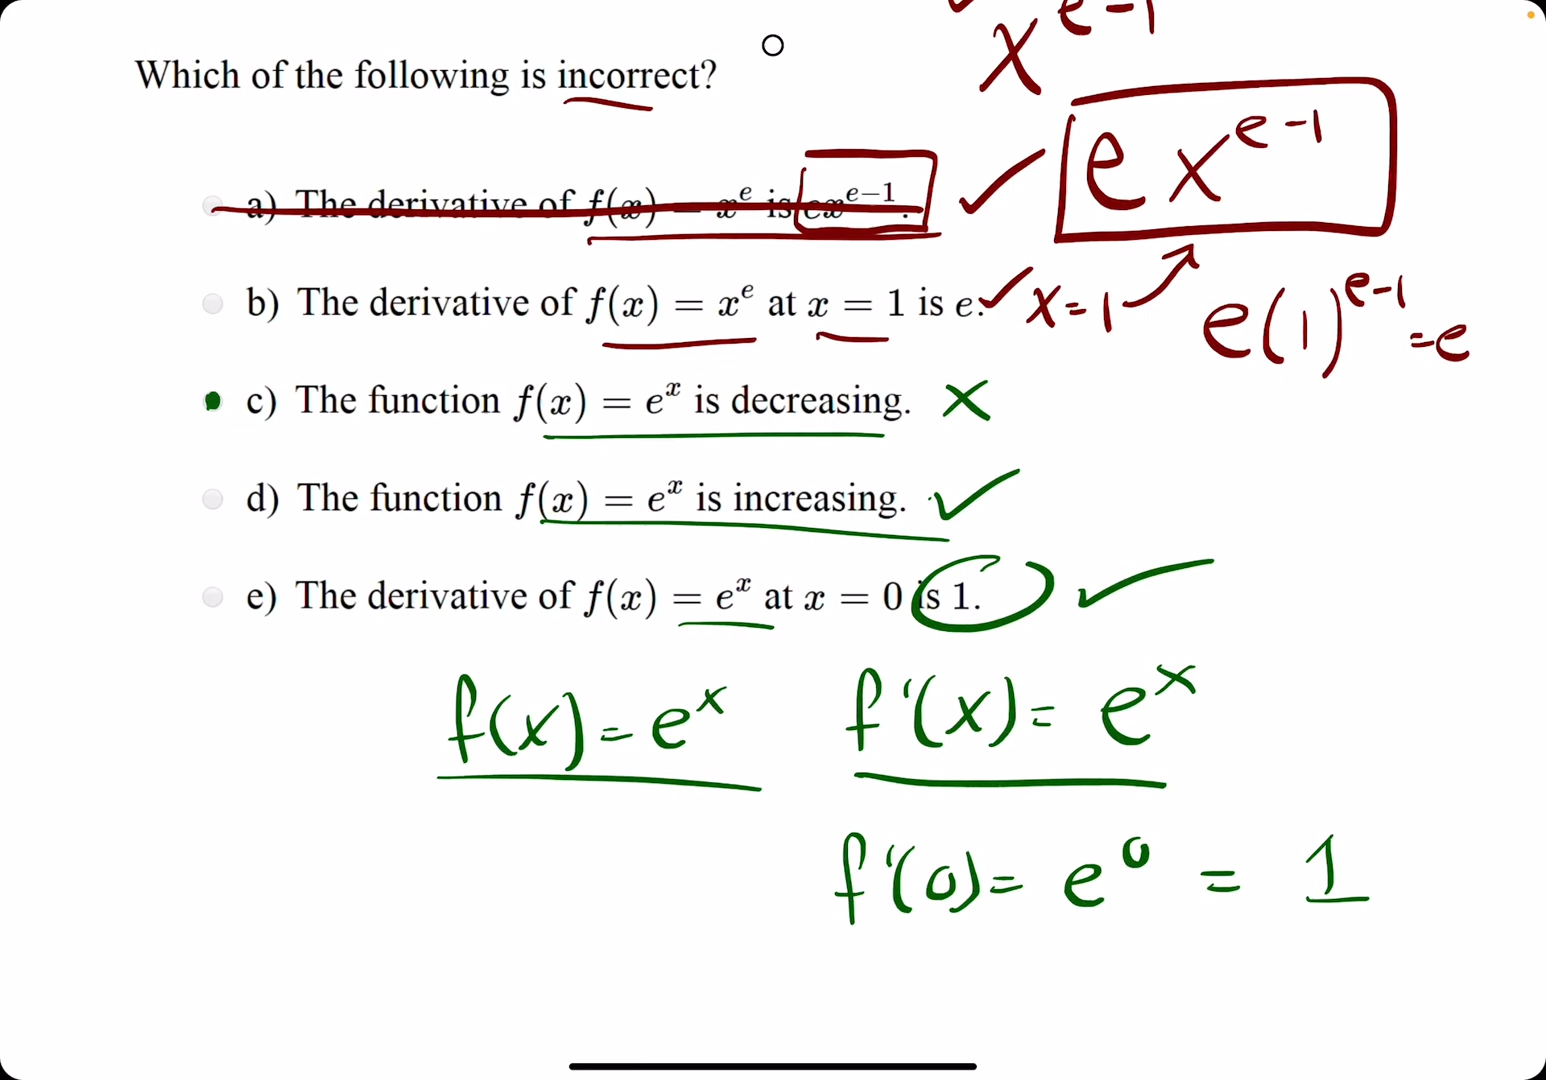 x^{e-1}
Which of the following is incorrect?
e x^{e-1}
a) The derivative of f(x) = x^e is ex^{e-1}.
b) The derivative of f(x) = x^e at x = 1 is e. x=1 e(1)^{e-1} = e
c) The function f(x) = e^x is decreasing.
d) The function f(x) = e^x is increasing.
e) The derivative of f(x) = e^x at x = 0 is 1.
f(x) = e^x f'(x) = e^x
f'(0) = e^0 = 1